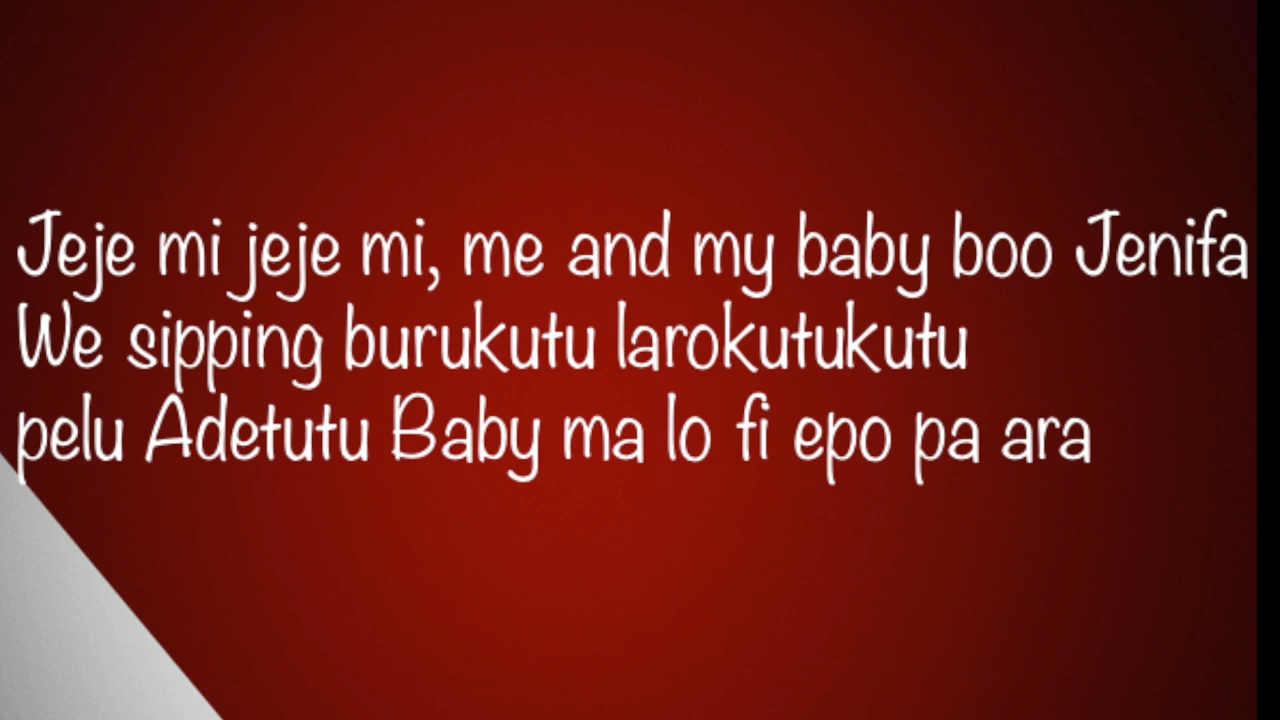 Jeje mi jeje mi, me and my baby boo Jenifa
We sipping burukutu larokutukutu
pelu Adetutu Baby ma lo fi epo pa ara